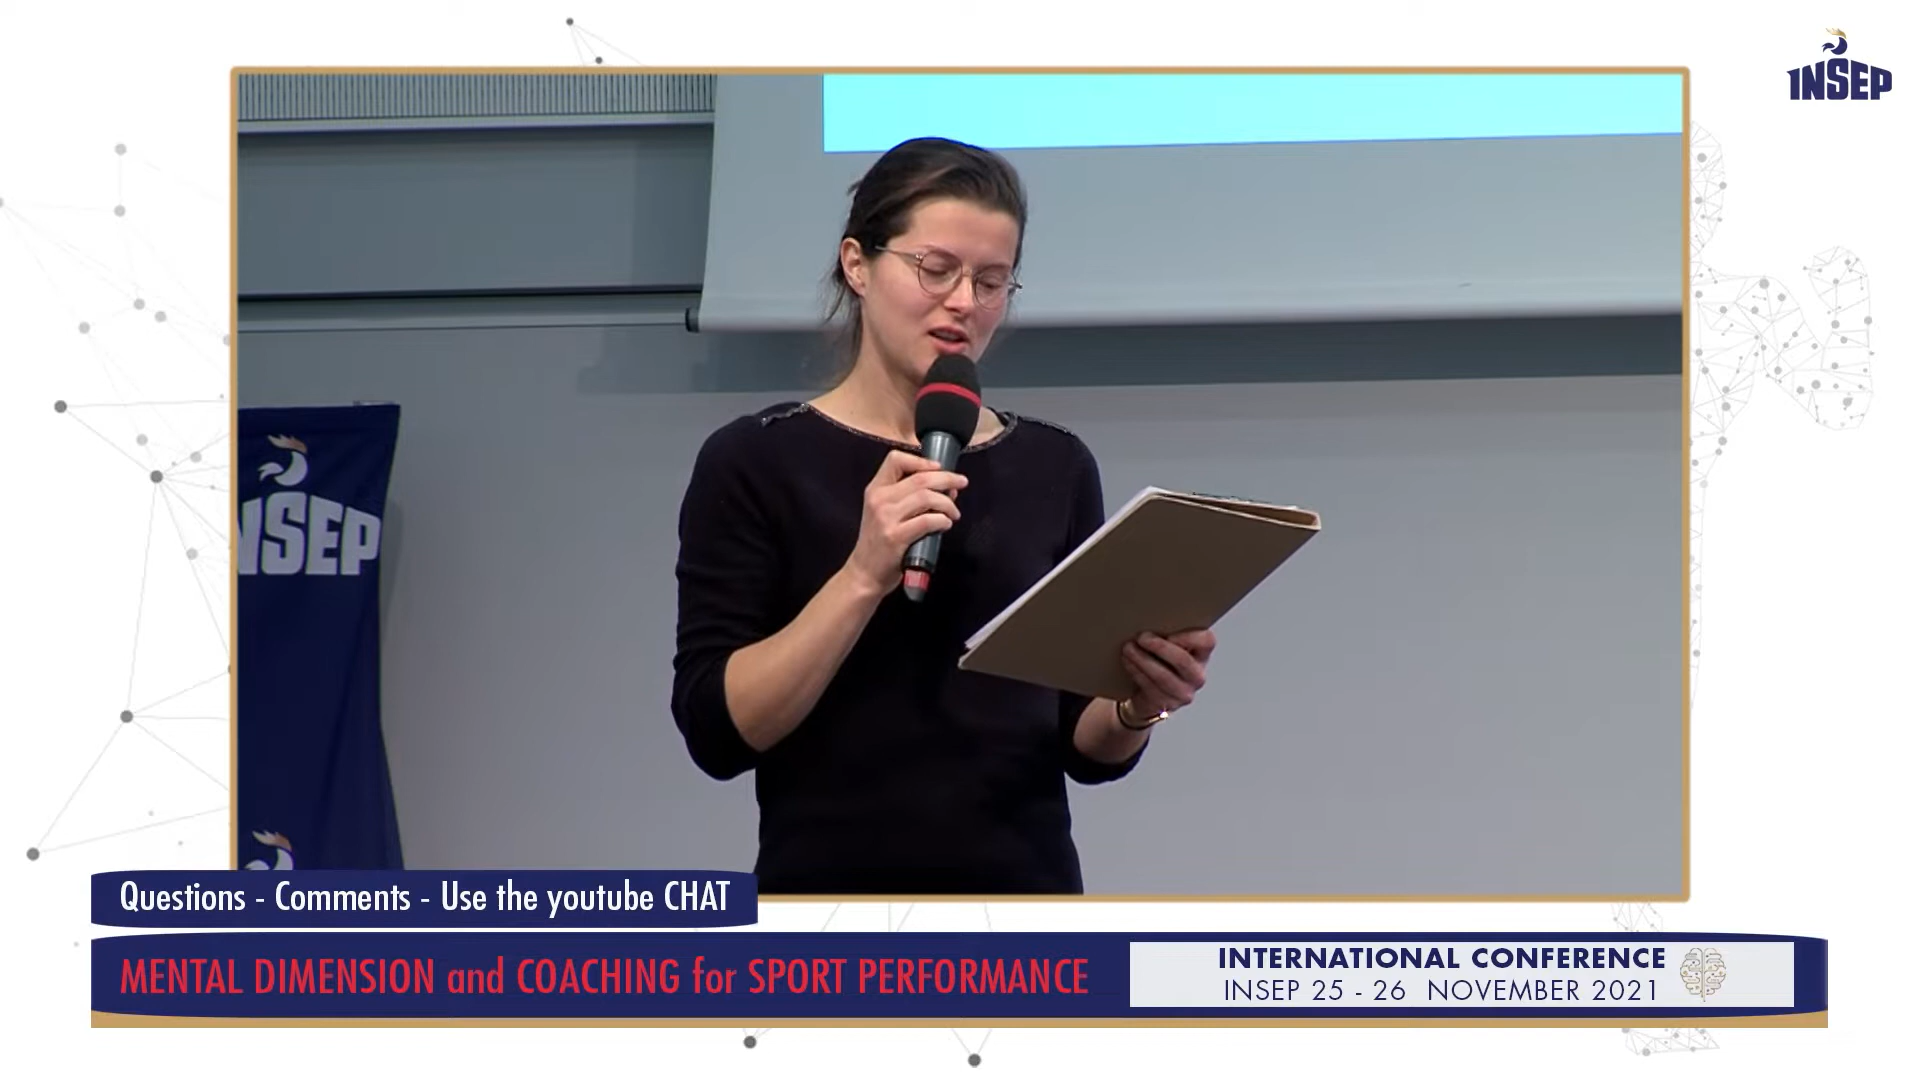 INSEP
INSEP
Questions - Comments - Use the youtube CHAT
MENTAL DIMENSION and COACHING for SPORT PERFORMANCE
INTERNATIONAL CONFERENCE
INSEP 25 - 26 NOVEMBER 2021